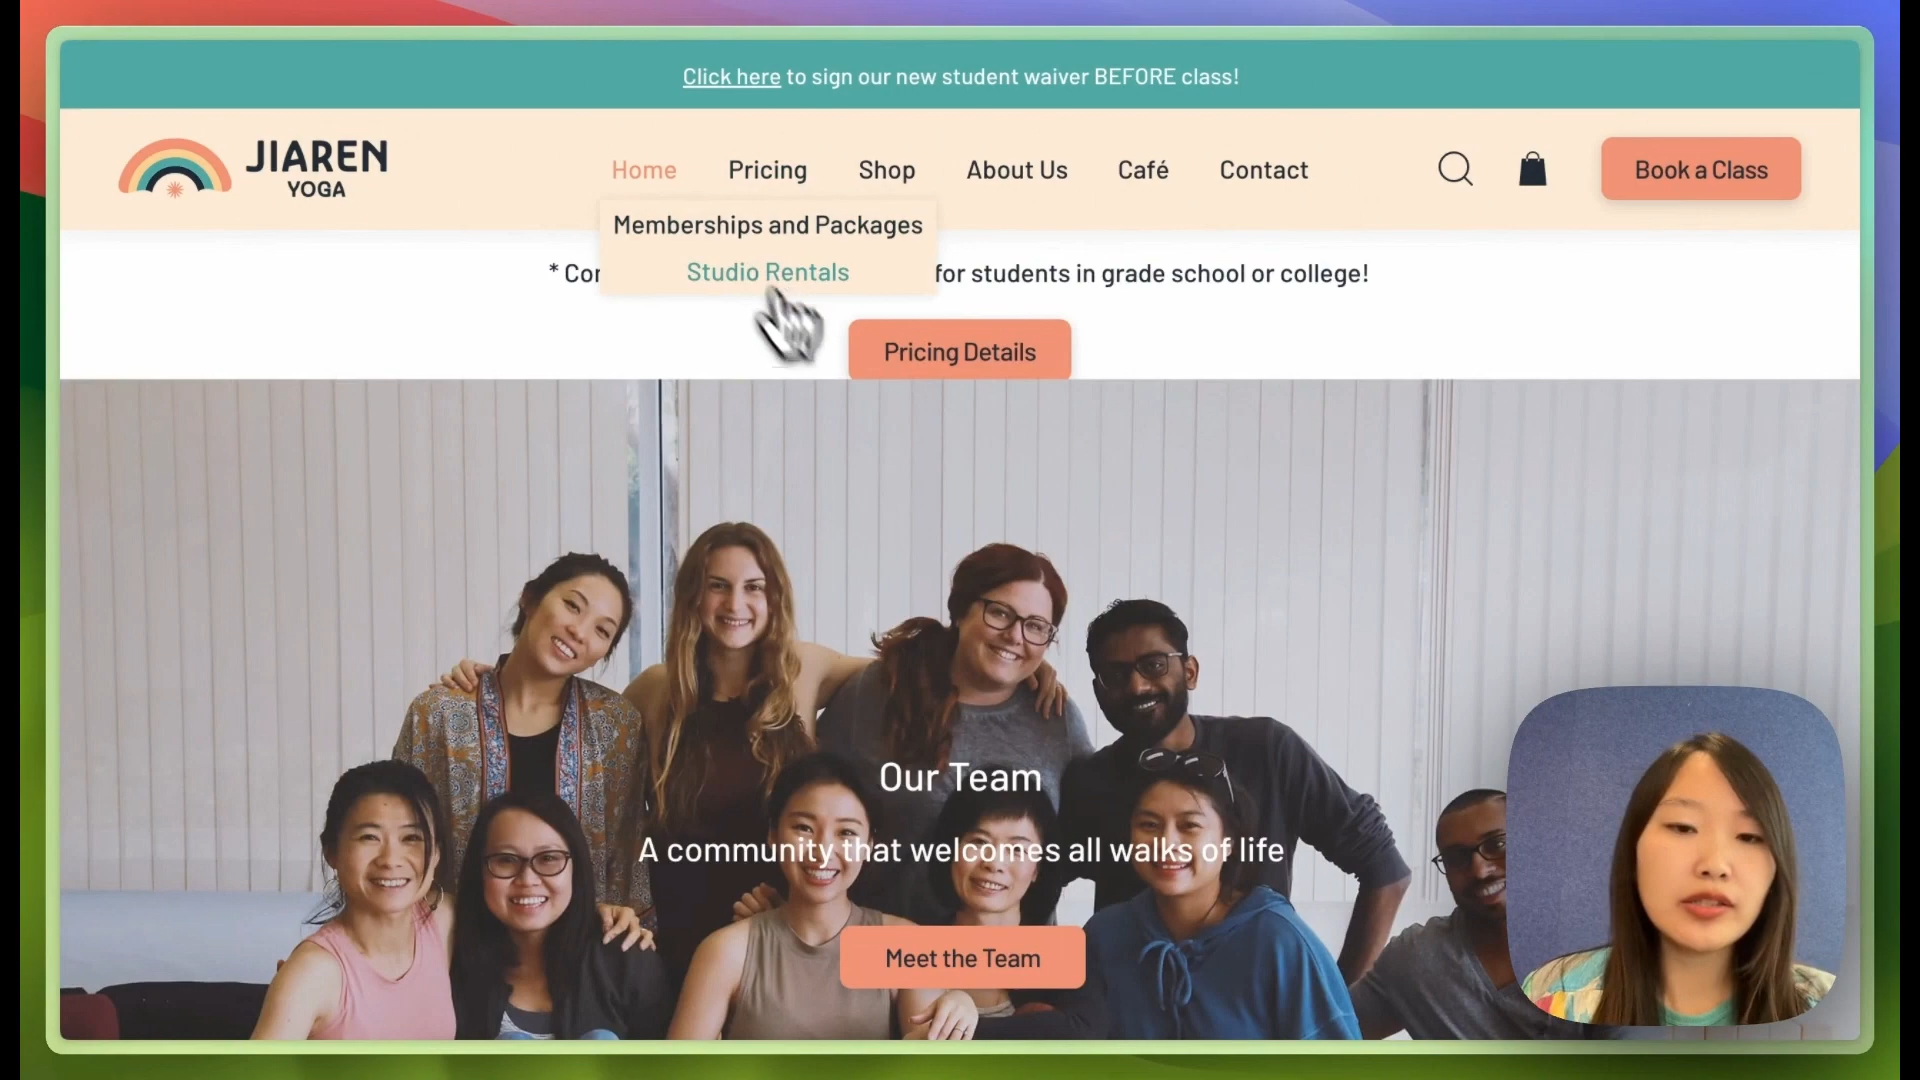 Click here to sign our new student waiver BEFORE class!
JIAREN
YOGA
Home Pricing Shop About Us Café Contact
Book a Class
Memberships and Packages
Studio Rentals
* Cor for students in grade school or college!
Pricing Details
Our Team
A community that welcomes all walks of life
Meet the Team